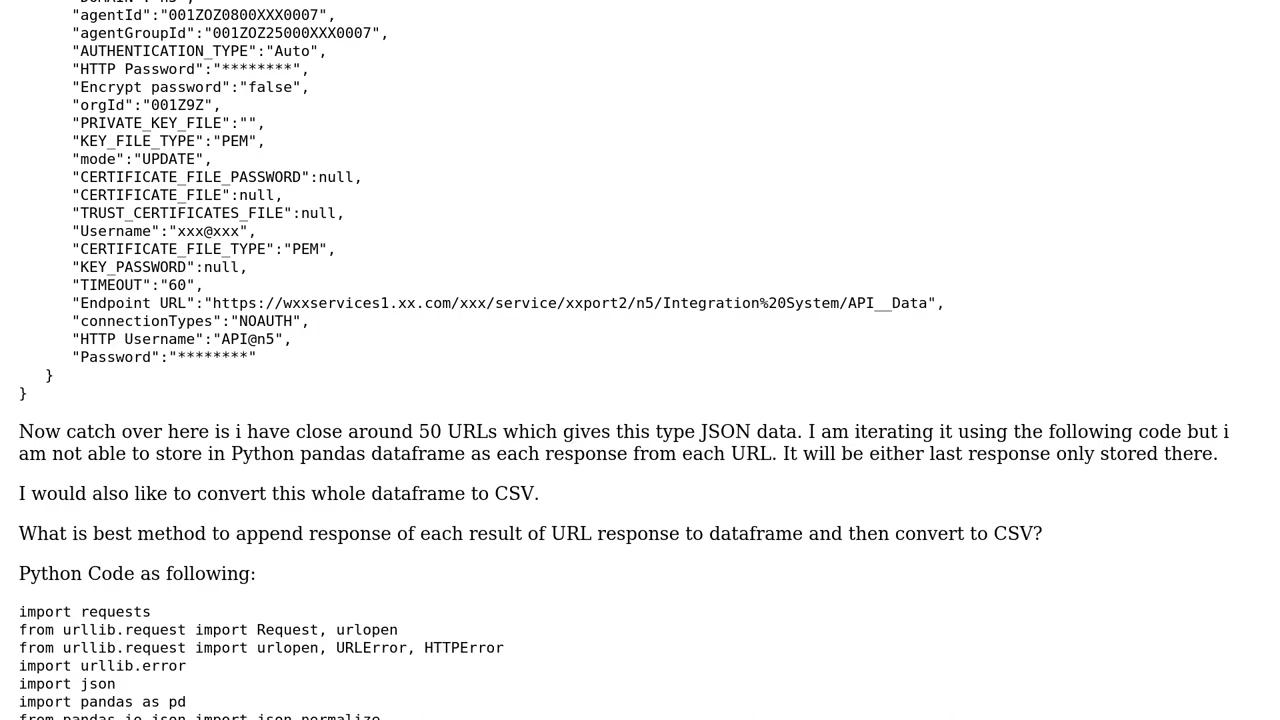 "agentId":"001ZOZ0800XXX0007",
"agentGroupId":"001ZOZ25000XXX0007",
"AUTHENTICATION_TYPE":"Auto",
"HTTP Password":"********",
"Encrypt password":"false",
"orgId":"001Z9Z",
"PRIVATE_KEY_FILE":"",
"KEY_FILE_TYPE":"PEM",
"mode":"UPDATE",
"CERTIFICATE_FILE_PASSWORD":null,
"CERTIFICATE_FILE":null,
"TRUST_CERTIFICATES_FILE":null,
"Username":"xxx@xxx",
"CERTIFICATE_FILE_TYPE":"PEM",
"KEY_PASSWORD":null,
"TIMEOUT":"60",
"Endpoint URL":"https://wxxservices1.xx.com/xxx/service/xxport2/n5/Integration%20System/API__Data",
"connectionTypes":"NOAUTH",
"HTTP Username":"API@n5",
"Password":"********"
}
}
Now catch over here is i have close around 50 URLs which gives this type JSON data. I am iterating it using the following code but i
am not able to store in Python pandas dataframe as each response from each URL. It will be either last response only stored there.
I would also like to convert this whole dataframe to CSV.
What is best method to append response of each result of URL response to dataframe and then convert to CSV?
Python Code as following:
import requests
from urllib.request import Request, urlopen
from urllib.request import urlopen, URLError, HTTPError
import urllib.error
import json
import pandas as pd
from pandas.io.json import json_normalize